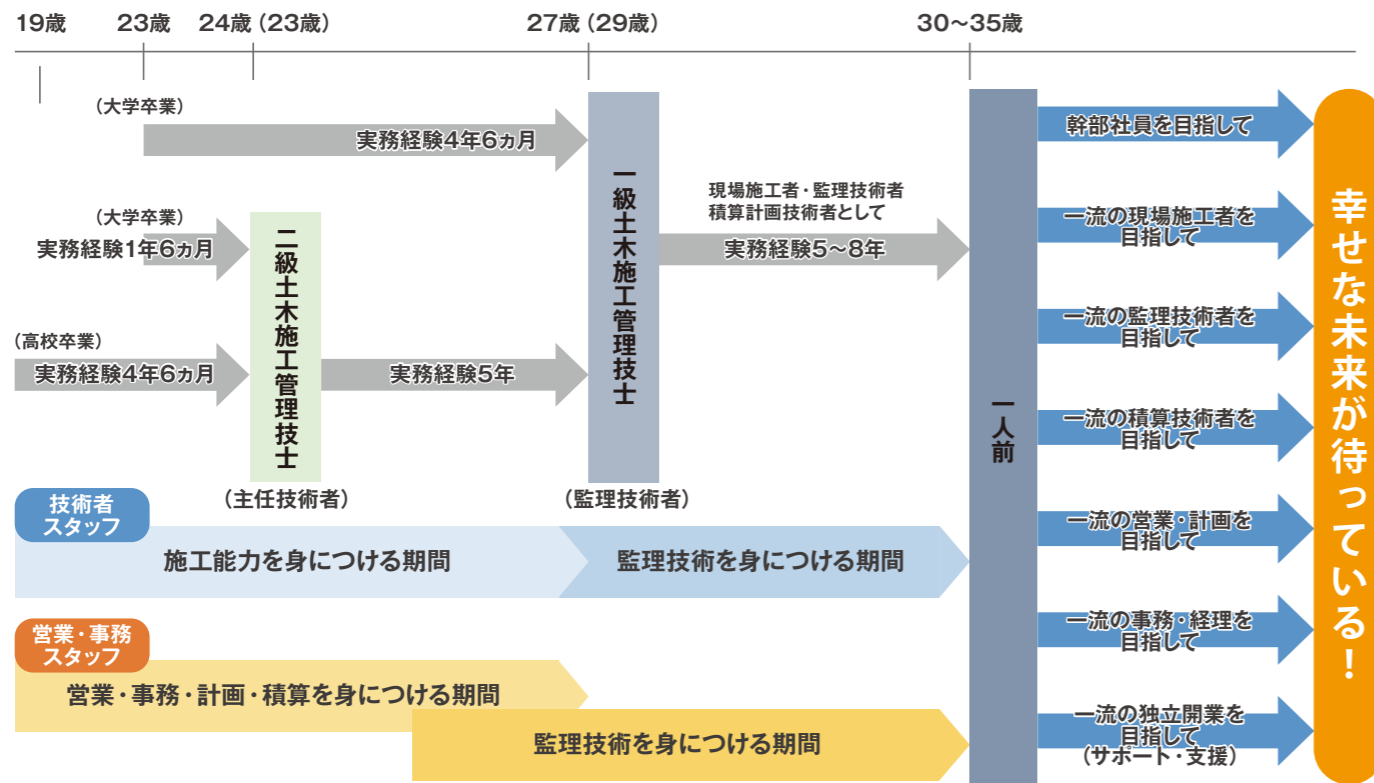 19歳
23歳
24歳（23歳）
27歳（29歳）
30〜35歳
（大学卒業）
実務経験4年6ヵ月
（大学卒業）
実務経験1年6ヵ月
（高校卒業）
実務経験4年6ヵ月
二級土木施工管理技士
（主任技術者）
実務経験5年
一級土木施工管理技士
（監理技術者）
現場施工者・監理技術者
積算計画技術者として
実務経験5〜8年
一人前
幹部社員を目指して
一流の現場施工者を
目指して
一流の監理技術者を
目指して
一流の積算技術者を
目指して
一流の営業・計画を
目指して
一流の事務・経理を
目指して
一流の独立開業を
目指して
（サポート・支援）
幸せな未来が待っている！
技術者
スタッフ
施工能力を身につける期間
監理技術を身につける期間
営業・事務
スタッフ
営業・事務・計画・積算を身につける期間
監理技術を身につける期間